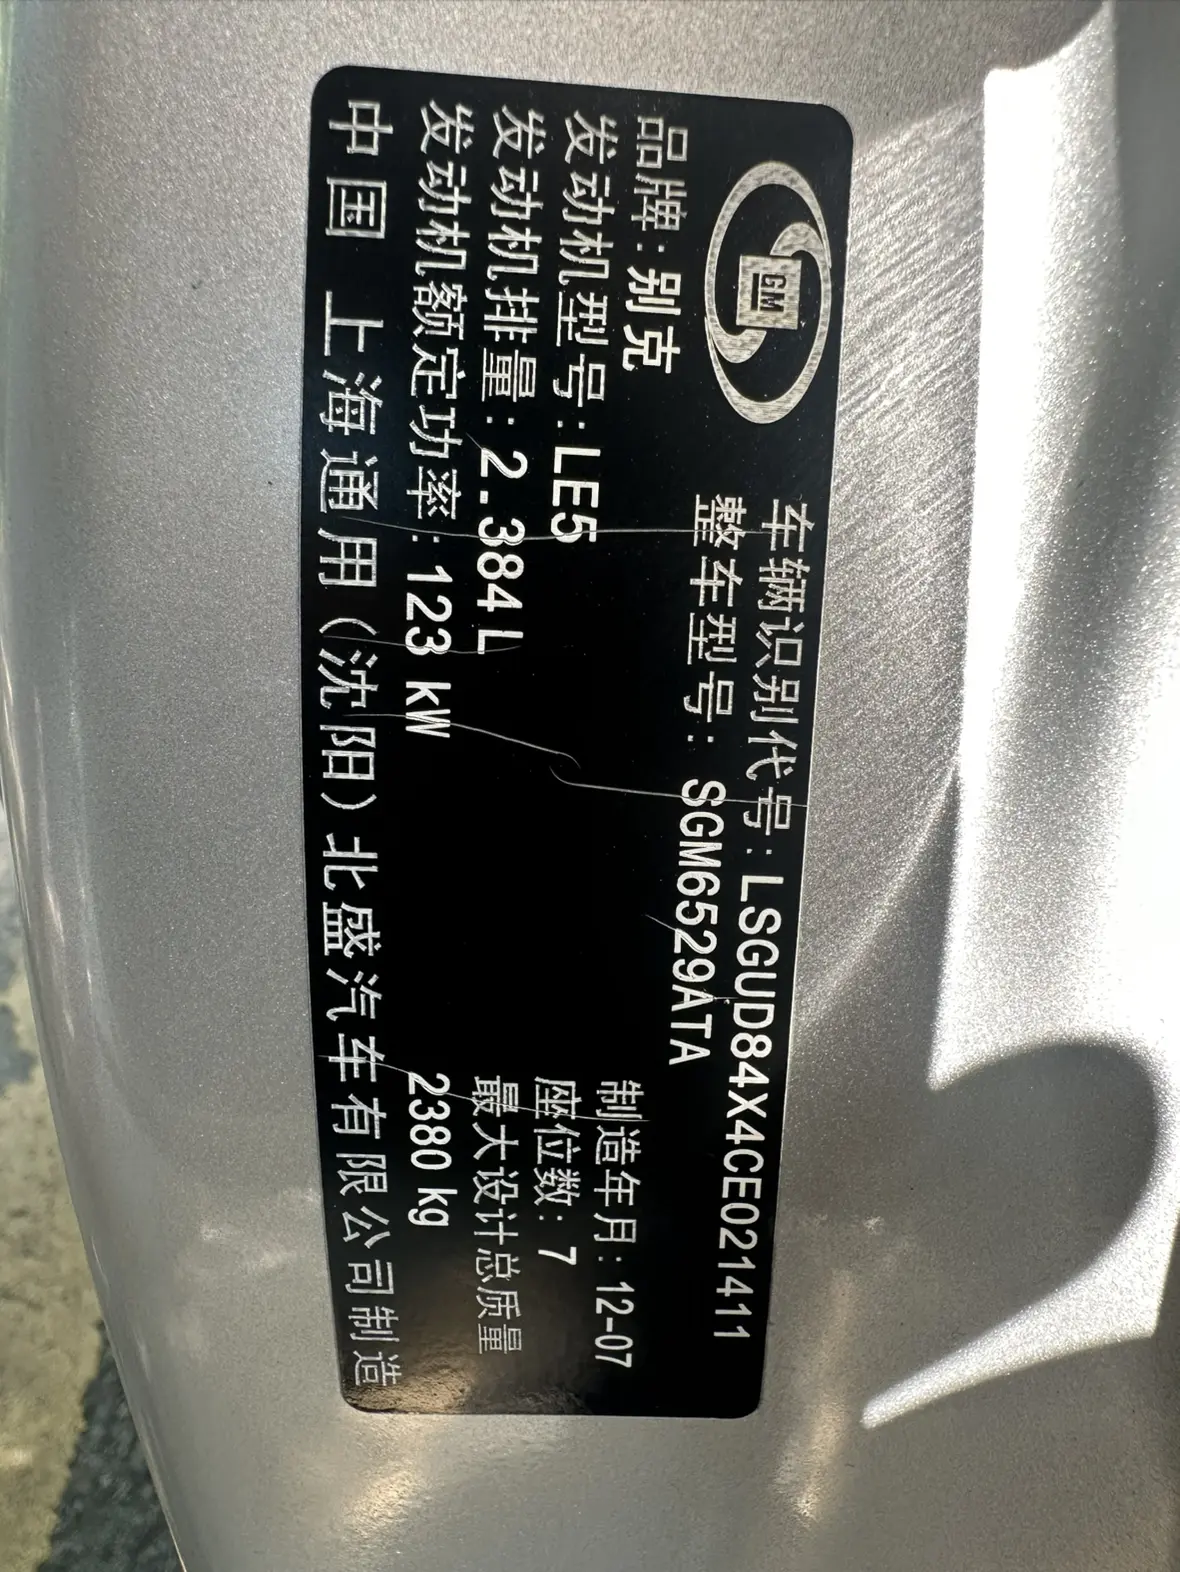 GM
车辆识别代号:LSGUD84X4CE021411
整车型号: SGM6529ATA
品牌:别克
发动机型号:LE5
发动机排量:2.384L
发动机额定功率:123 kW
制造年月:12-07
座位数:7
最大设计总质量
2380 kg
中国 上海通用(沈阳)北盛汽车有限公司制造